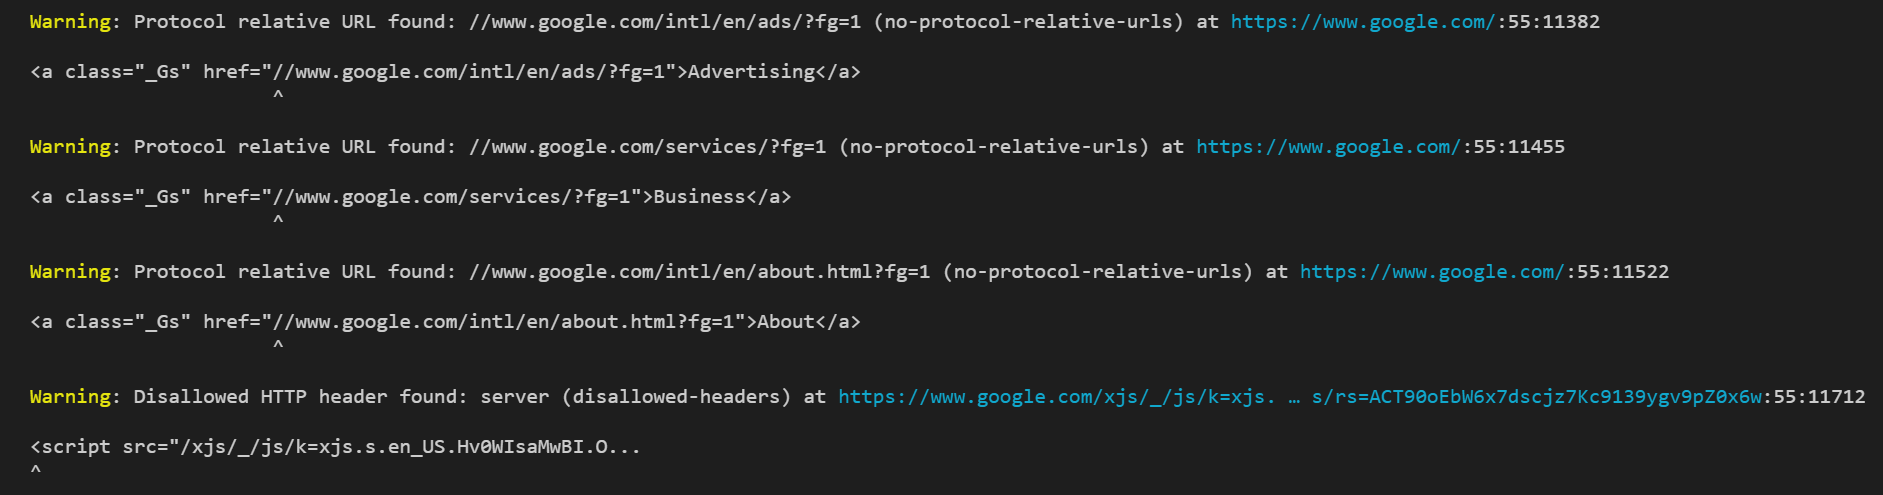 Warning: Protocol relative URL found: //www.google.com/intl/en/ads/?fg=1 (no-protocol-relative-urls) at https://www.google.com/:55:11382
<a class="_Gs" href="//www.google.com/intl/en/ads/?fg=1">Advertising</a>
^
Warning: Protocol relative URL found: //www.google.com/services/?fg=1 (no-protocol-relative-urls) at https://www.google.com/:55:11455
<a class="_Gs" href="//www.google.com/services/?fg=1">Business</a>
^
Warning: Protocol relative URL found: //www.google.com/intl/en/about.html?fg=1 (no-protocol-relative-urls) at https://www.google.com/:55:11522
<a class="_Gs" href="//www.google.com/intl/en/about.html?fg=1">About</a>
^
Warning: Disallowed HTTP header found: server (disallowed-headers) at https://www.google.com/xjs/_/js/k=xjs. … s/rs=ACT90oEbW6x7dscjz7Kc9139ygv9pZ0x6w:55:11712
<script src="/xjs/_/js/k=xjs.s.en_US.Hv0WIsaMwBI.O...
^